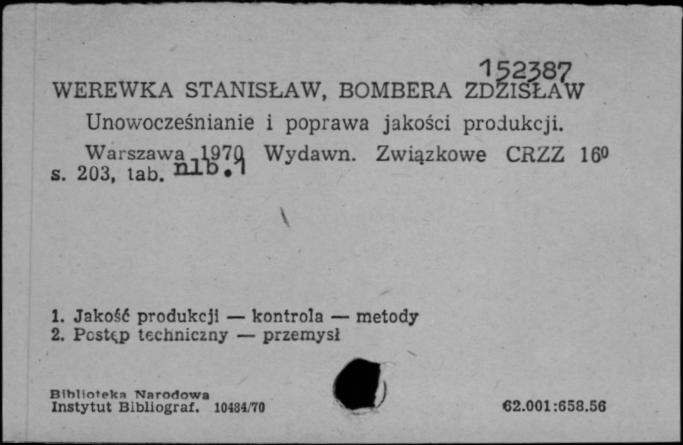 152387
WEREWKA STANISŁAW, BOMBERA ZDZISŁAW
Unowocześnianie i poprawa jakości produkcji.
Warszawa 1970 Wydawn. Związkowe CRZZ 16⁰
s. 203, tab. nlb.1
1. Jakość produkcji — kontrola — metody
2. Postęp techniczny — przemysł
Biblioteka Narodowa
Instytut Bibliograf. 10484/70
62.001:658.56